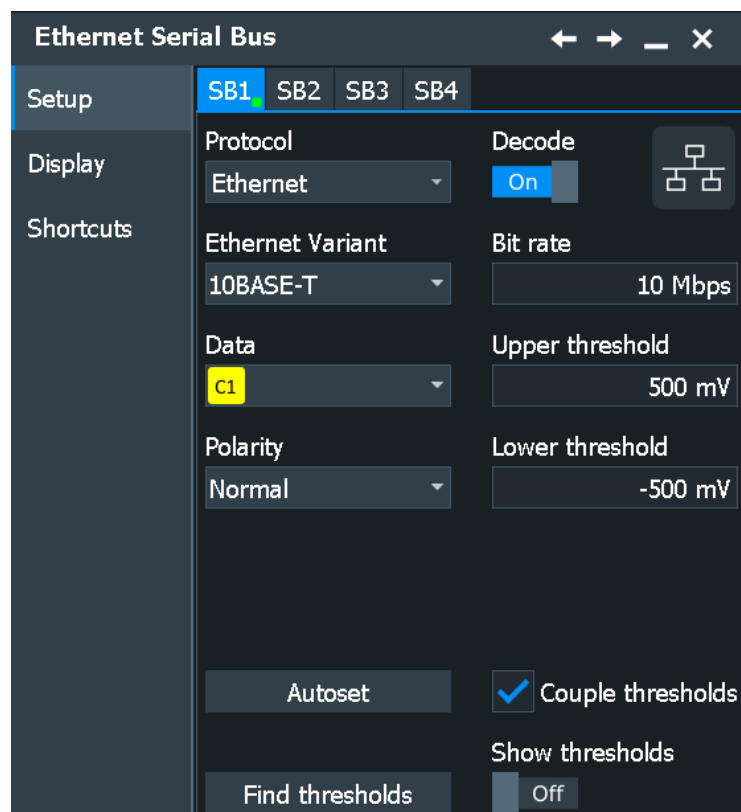 Ethernet Serial Bus
Setup
Display
Shortcuts
SB1 SB2 SB3 SB4
Protocol
Ethernet
Decode
On
Ethernet Variant
10BASE-T
Bit rate
10 Mbps
Data
C1
Upper threshold
500 mV
Polarity
Normal
Lower threshold
-500 mV
Autoset
Couple thresholds
Show thresholds
Find thresholds
Off